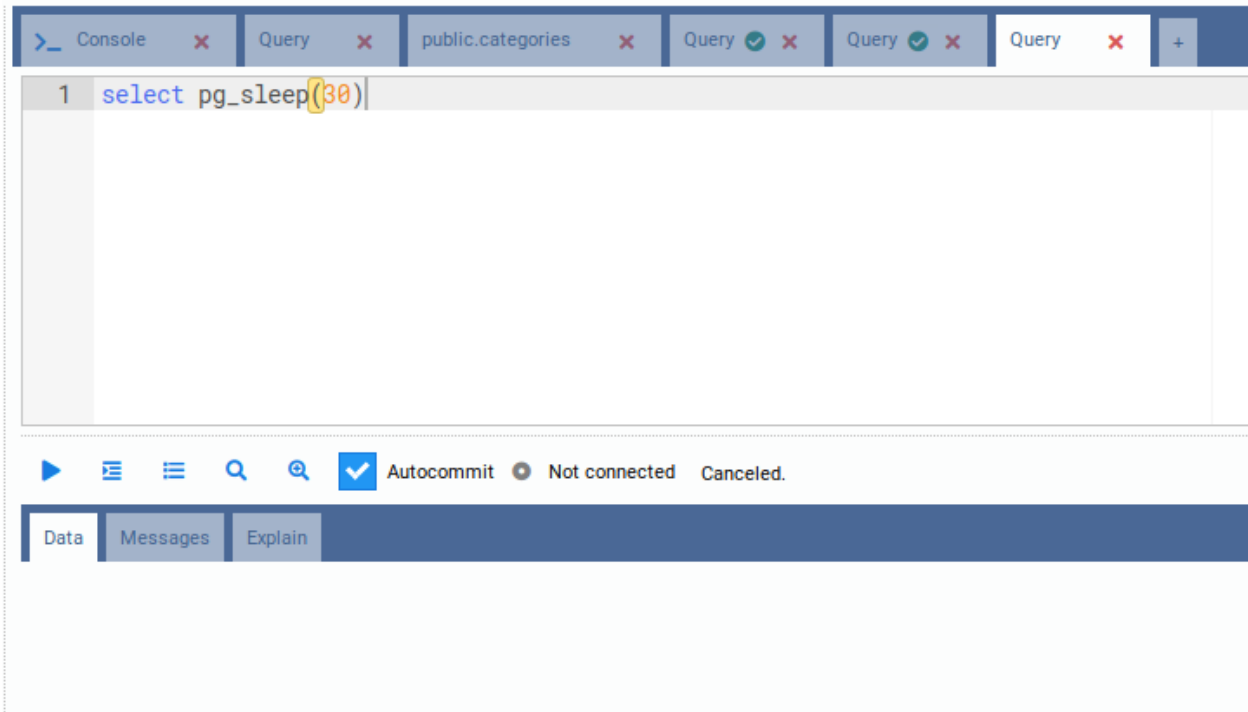 >_ Console Query public.categories Query Query Query +
1 select pg_sleep(30)
Autocommit Not connected Canceled.
Data Messages Explain